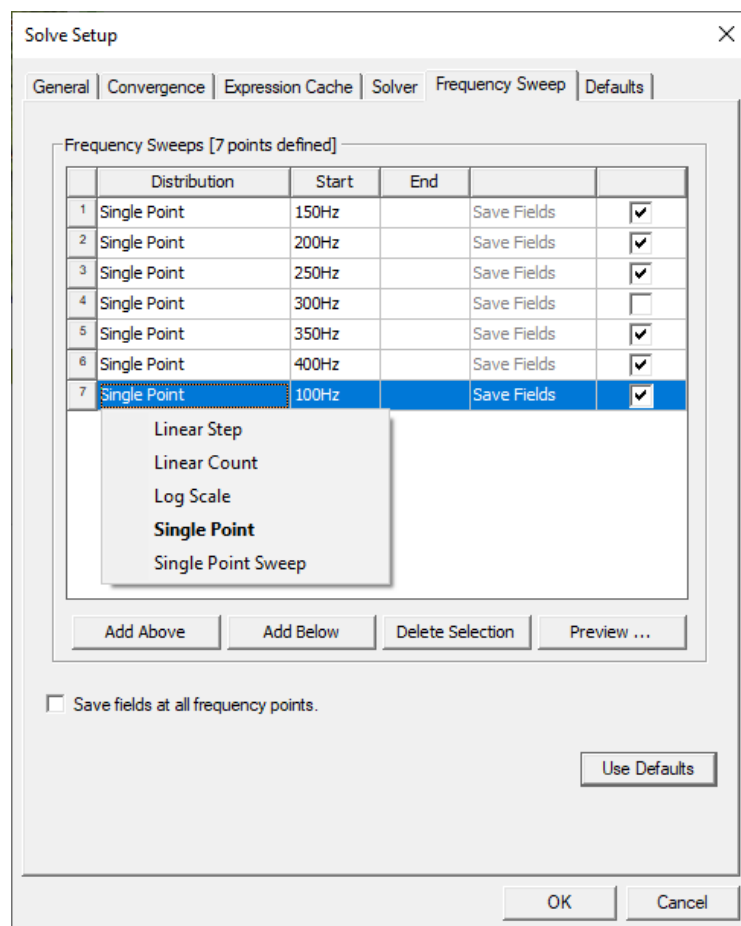 Solve Setup
General Convergence Expression Cache Solver Frequency Sweep Defaults
Frequency Sweeps [7 points defined]
Distribution Start End
1 Single Point 150Hz Save Fields
2 Single Point 200Hz Save Fields
3 Single Point 250Hz Save Fields
4 Single Point 300Hz Save Fields
5 Single Point 350Hz Save Fields
6 Single Point 400Hz Save Fields
7 Single Point 100Hz Save Fields
Linear Step
Linear Count
Log Scale
Single Point
Single Point Sweep
Add Above Add Below Delete Selection Preview ...
Save fields at all frequency points.
Use Defaults
OK Cancel